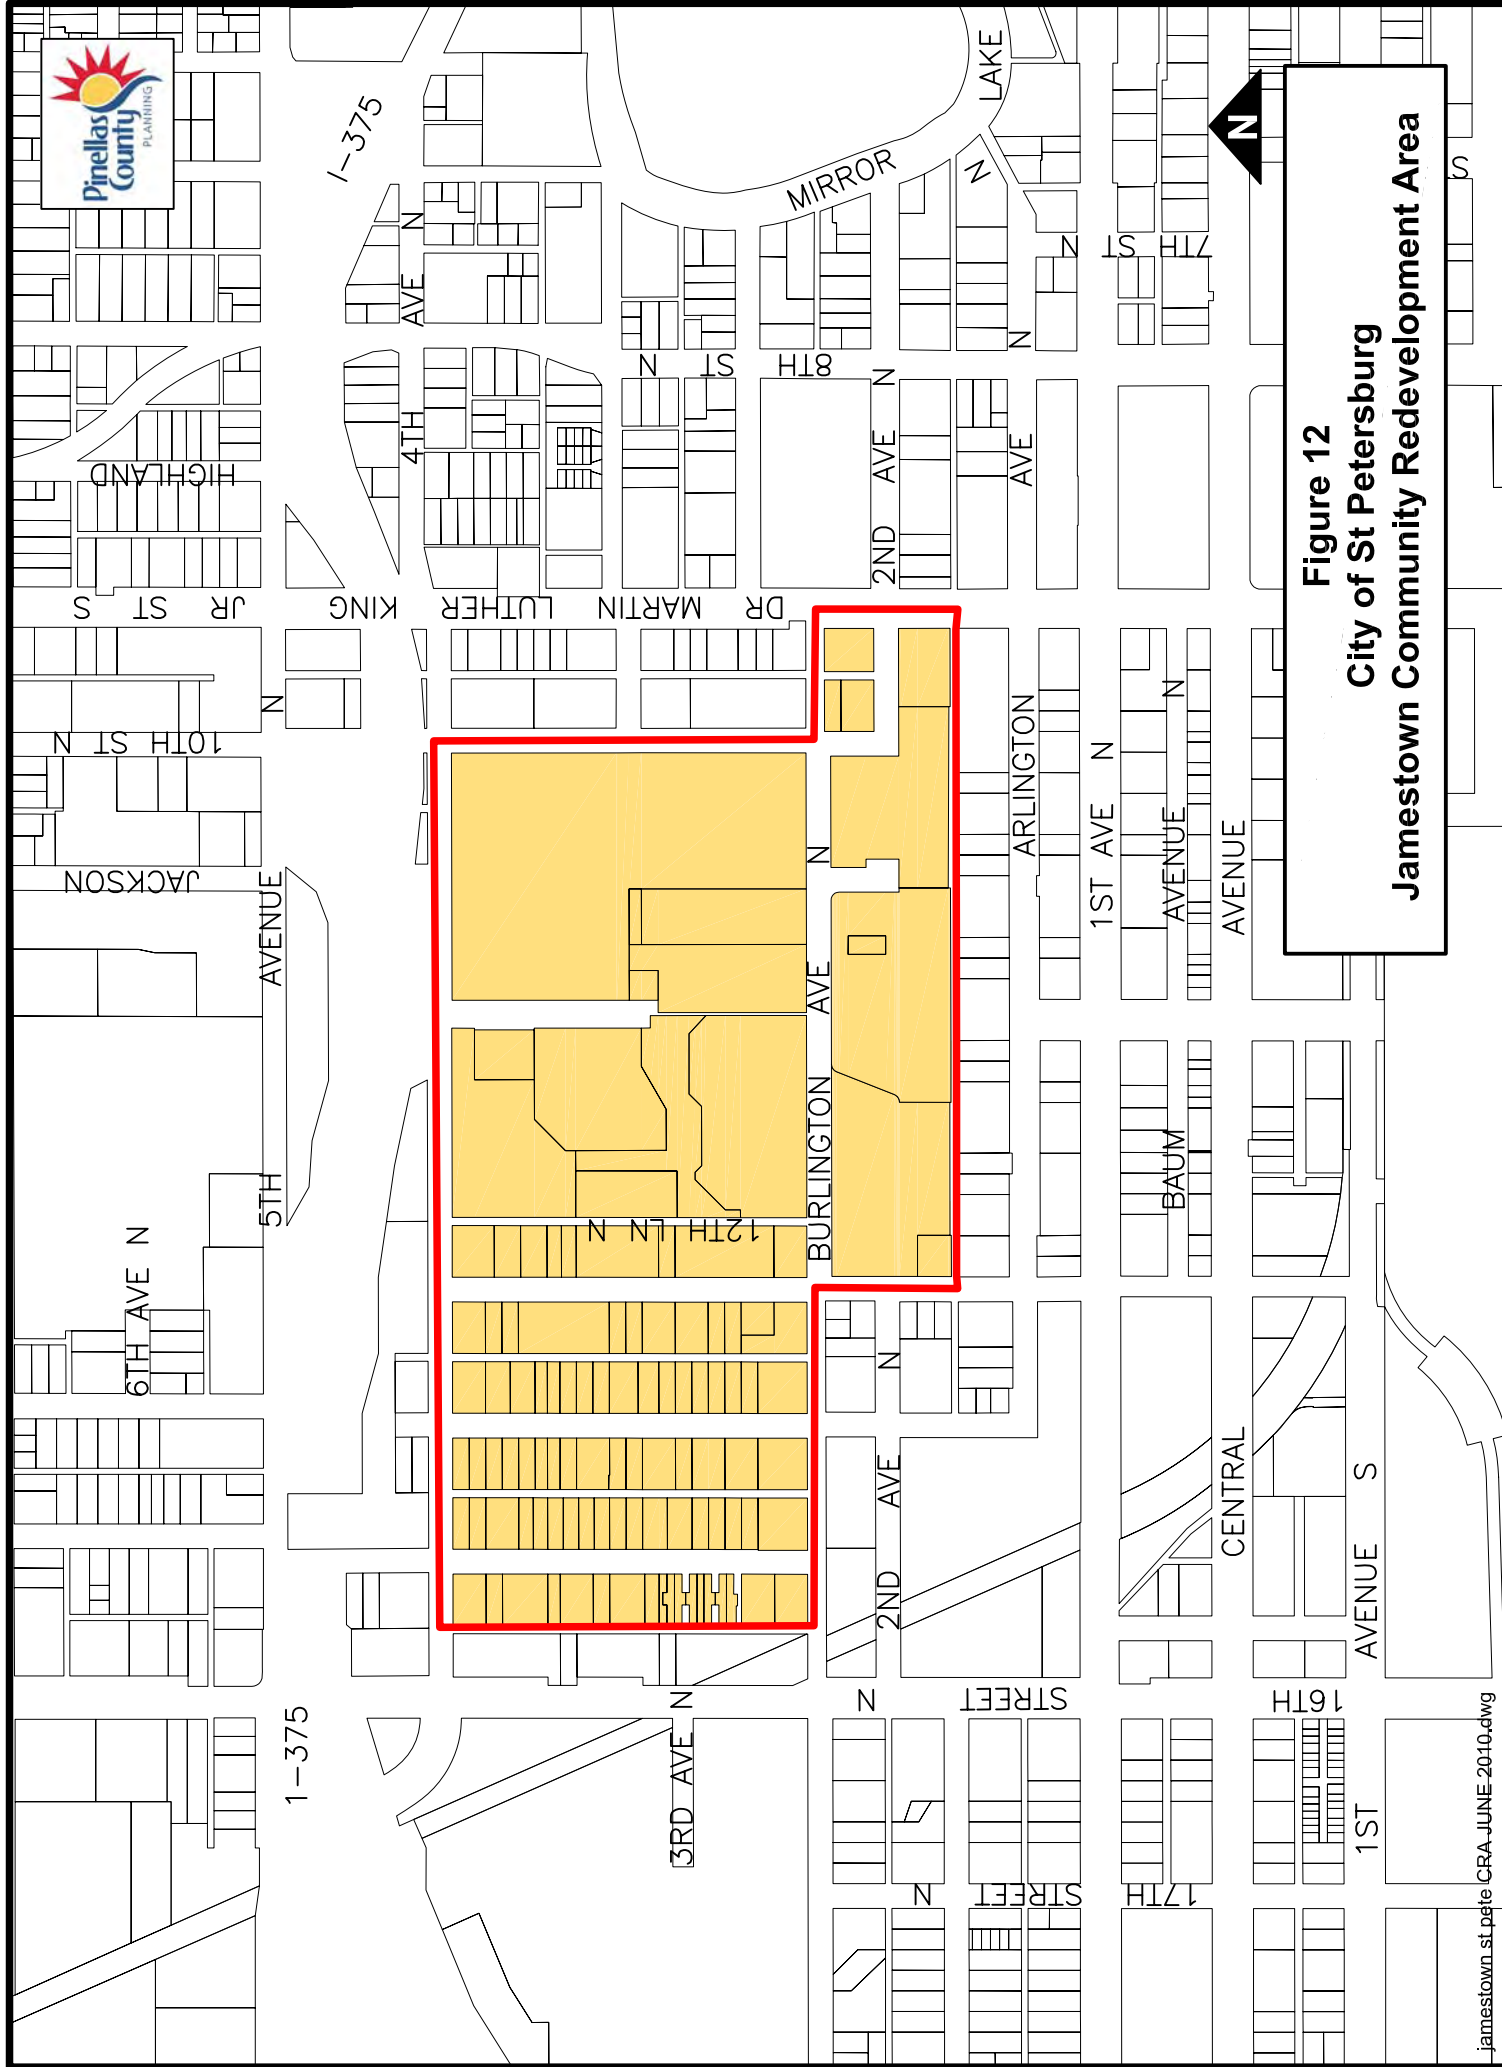 Pinellas
County
PLANNING
I-375
LAKE
MIRROR
N
4TH AVE N
HIGHLAND
8TH ST N
7TH ST N
2ND AVE N
AVE N
DR MARTIN LUTHER KING JR ST S
10TH ST N
JACKSON
5TH AVENUE N
BURLINGTON AVE N
ARLINGTON
1ST AVE N
BAUM AVENUE N
CENTRAL AVENUE
12TH LN N
6TH AVE N
2ND AVE N
1ST AVENUE S
S
1-375
3RD AVE N
16TH STREET N
17TH STREET N
N
Figure 12
City of St Petersburg
Jamestown Community Redevelopment Area
jamestown st pete CRA JUNE 2010.dwg